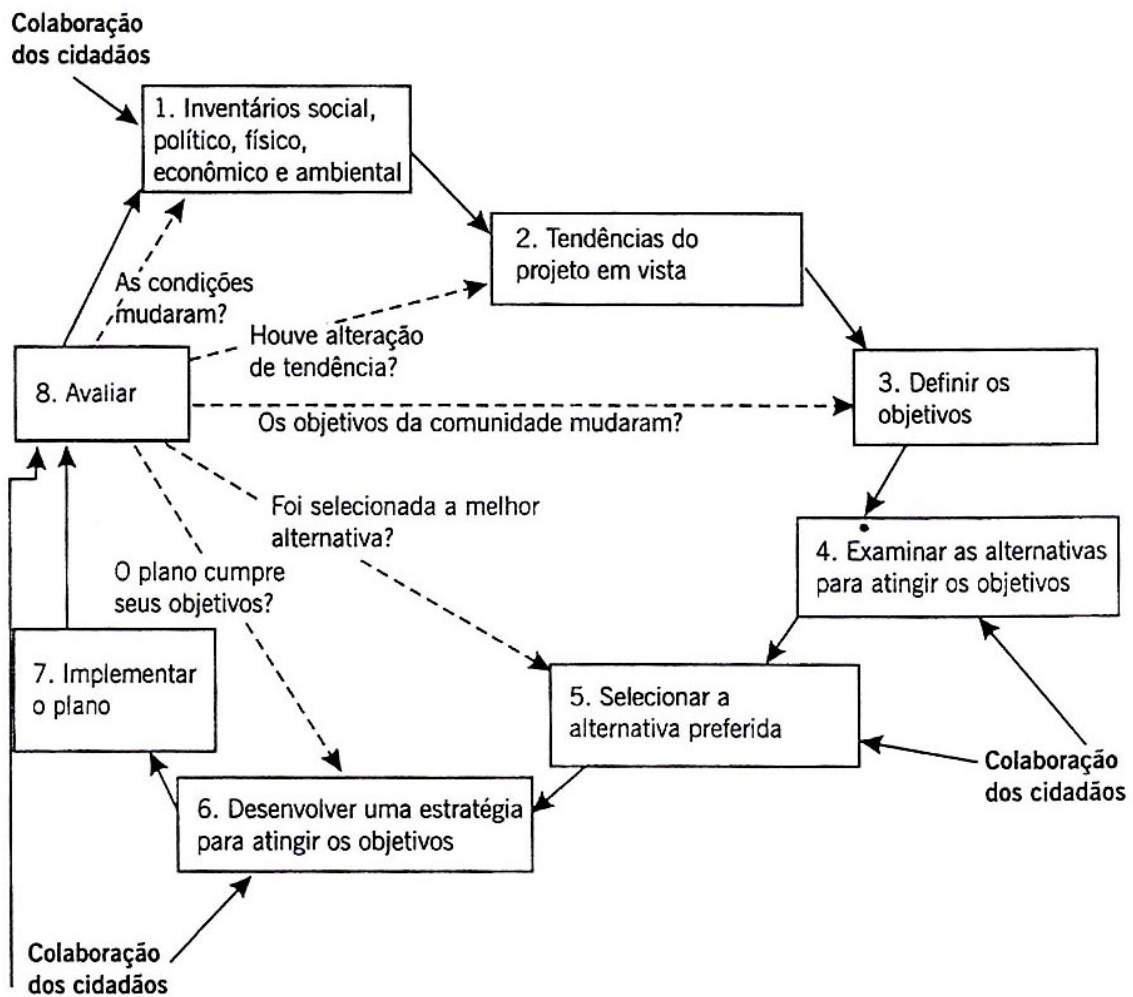 Colaboração
dos cidadãos
1. Inventários social,
político, físico,
econômico e ambiental
2. Tendências do
projeto em vista
As condições
mudaram?
Houve alteração
de tendência?
8. Avaliar
3. Definir os
objetivos
Os objetivos da comunidade mudaram?
Foi selecionada a melhor
alternativa?
4. Examinar as alternativas
para atingir os objetivos
O plano cumpre
seus objetivos?
7. Implementar
o plano
5. Selecionar a
alternativa preferida
Colaboração
dos cidadãos
6. Desenvolver uma estratégia
para atingir os objetivos
Colaboração
dos cidadãos